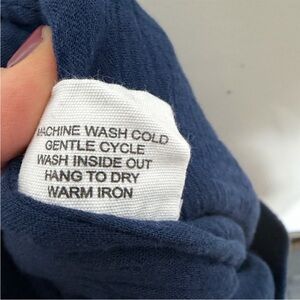 MACHINE WASH COLD
GENTLE CYCLE
WASH INSIDE OUT
HANG TO DRY
WARM IRON